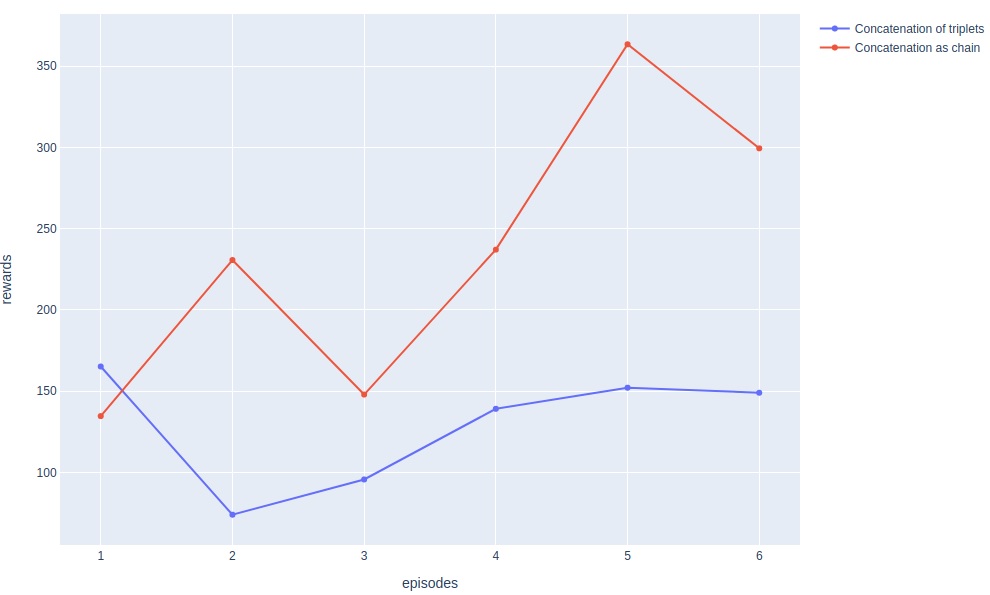 Concatenation of triplets
Concatenation as chain
350
300
250
200
150
100
rewards
1 2 3 4 5 6
episodes